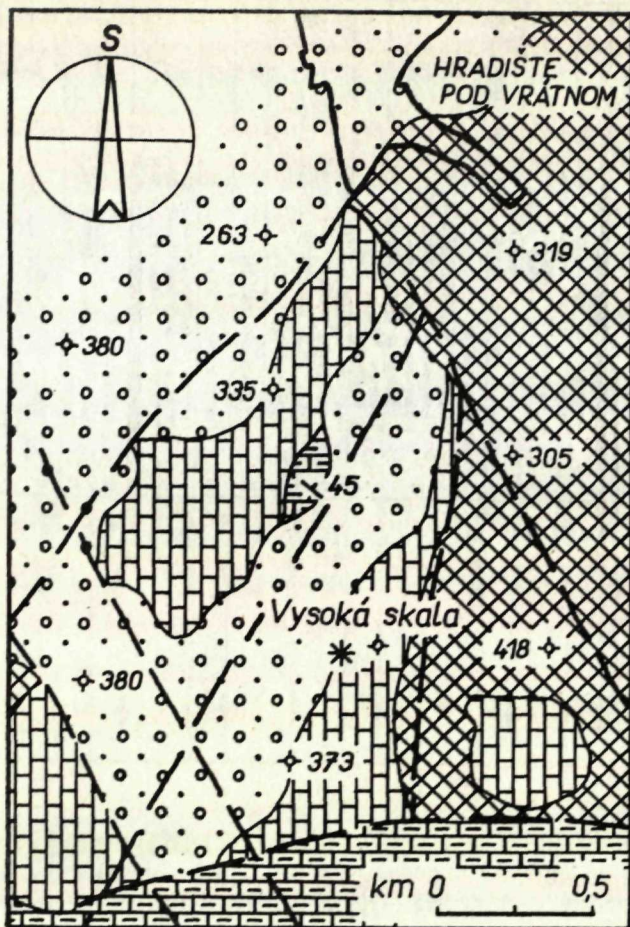 S
HRADIŠTE
POD VRÁTNOM
263
319
380
335
305
45
Vysoká skala
418
380
373
km 0 0,5